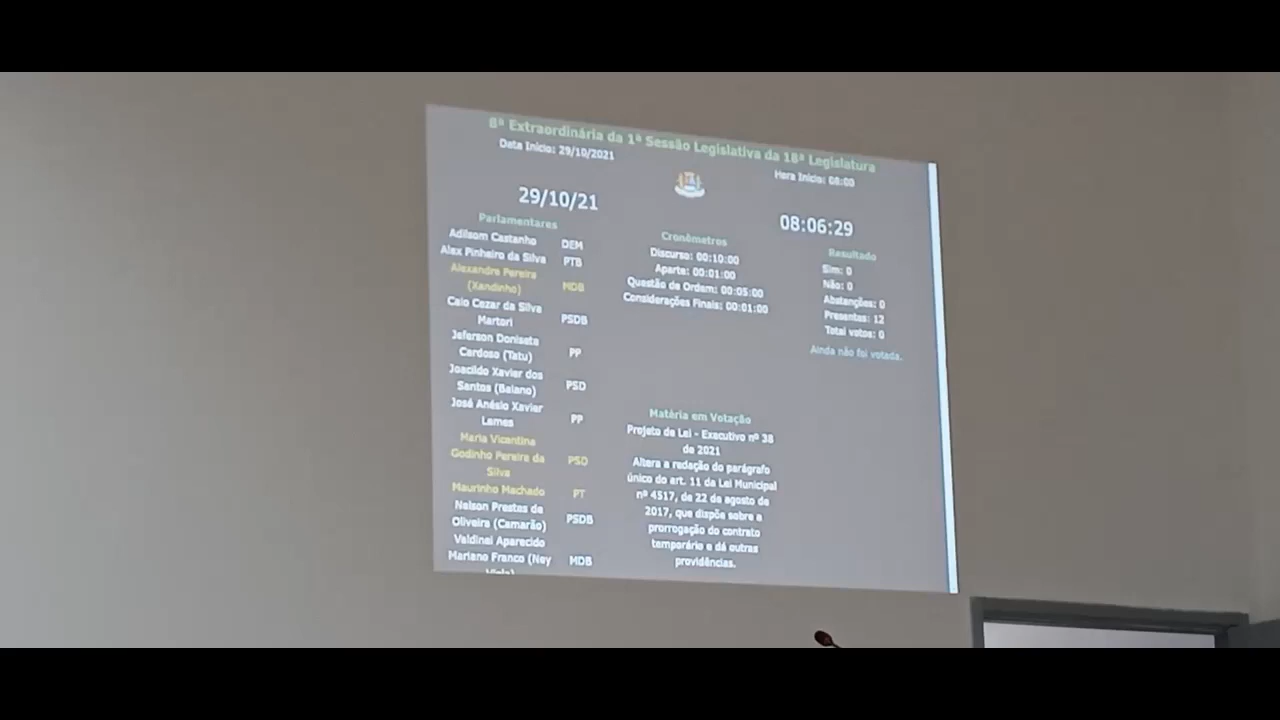 8ª Extraordinária da 1ª Sessão Legislativa da 18ª Legislatura
Data Início: 29/10/2021
Hora Início: 08:00
29/10/21
08:06:29
Parlamentares
Adilsom Castanho DEM
Alex Pinheiro da Silva PTB
Alexandre Pereira
(Xandinho) MDB
Caio Cezar da Silva
Martori PSDB
Jeferson Donisete
Cardoso (Tatu) PP
Joacildo Xavier dos
Santos (Baiano) PSD
José Anésio Xavier
Lemes PP
Maria Vicentina
Godinho Pereira da
Silva PSD
Maurinho Machado PT
Nelson Prestes de
Oliveira (Camarão) PSDB
Valdinei Aparecido
Mariano Franco (Ney MDB
Viola)
Cronômetros
Discurso: 00:10:00
Aparte: 00:01:00
Questão de Ordem: 00:05:00
Considerações Finais: 00:01:00
Resultado
Sim: 0
Não: 0
Abstenções: 0
Presentes: 12
Total votos: 0
Ainda não foi votada.
Matéria em Votação
Projeto de Lei - Executivo nº 38
de 2021
Altera a redação do parágrafo
único do art. 11 da Lei Municipal
nº 4517, de 22 de agosto de
2017, que dispõe sobre a
prorrogação do contrato
temporário e dá outras
providências.